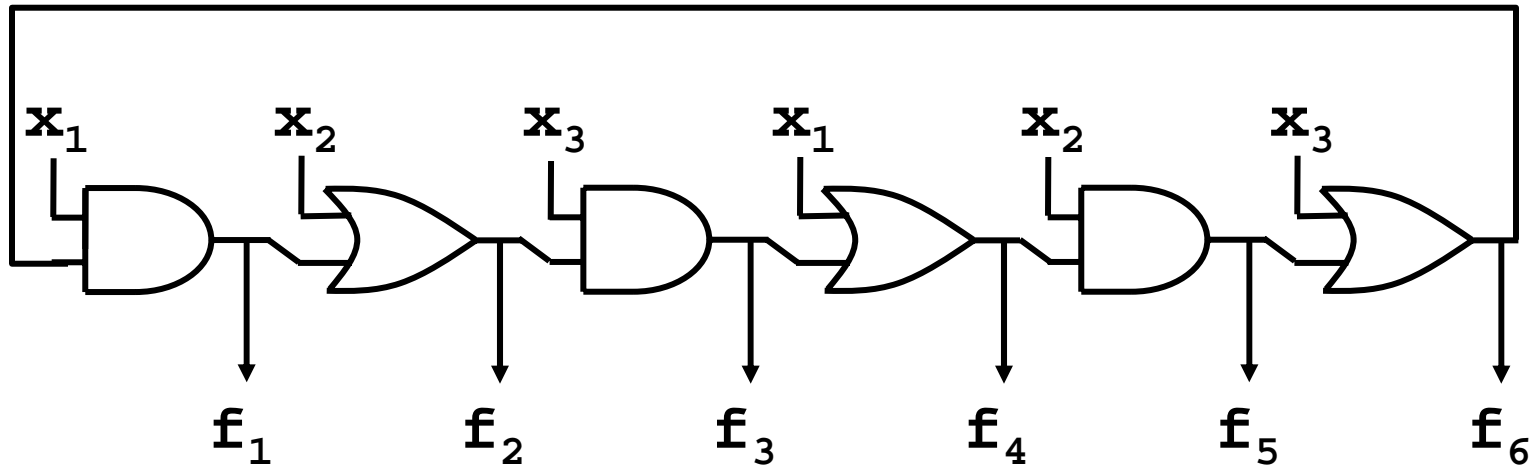 x₁ x₂ x₃ x₁ x₂ x₃
f₁ f₂ f₃ f₄ f₅ f₆